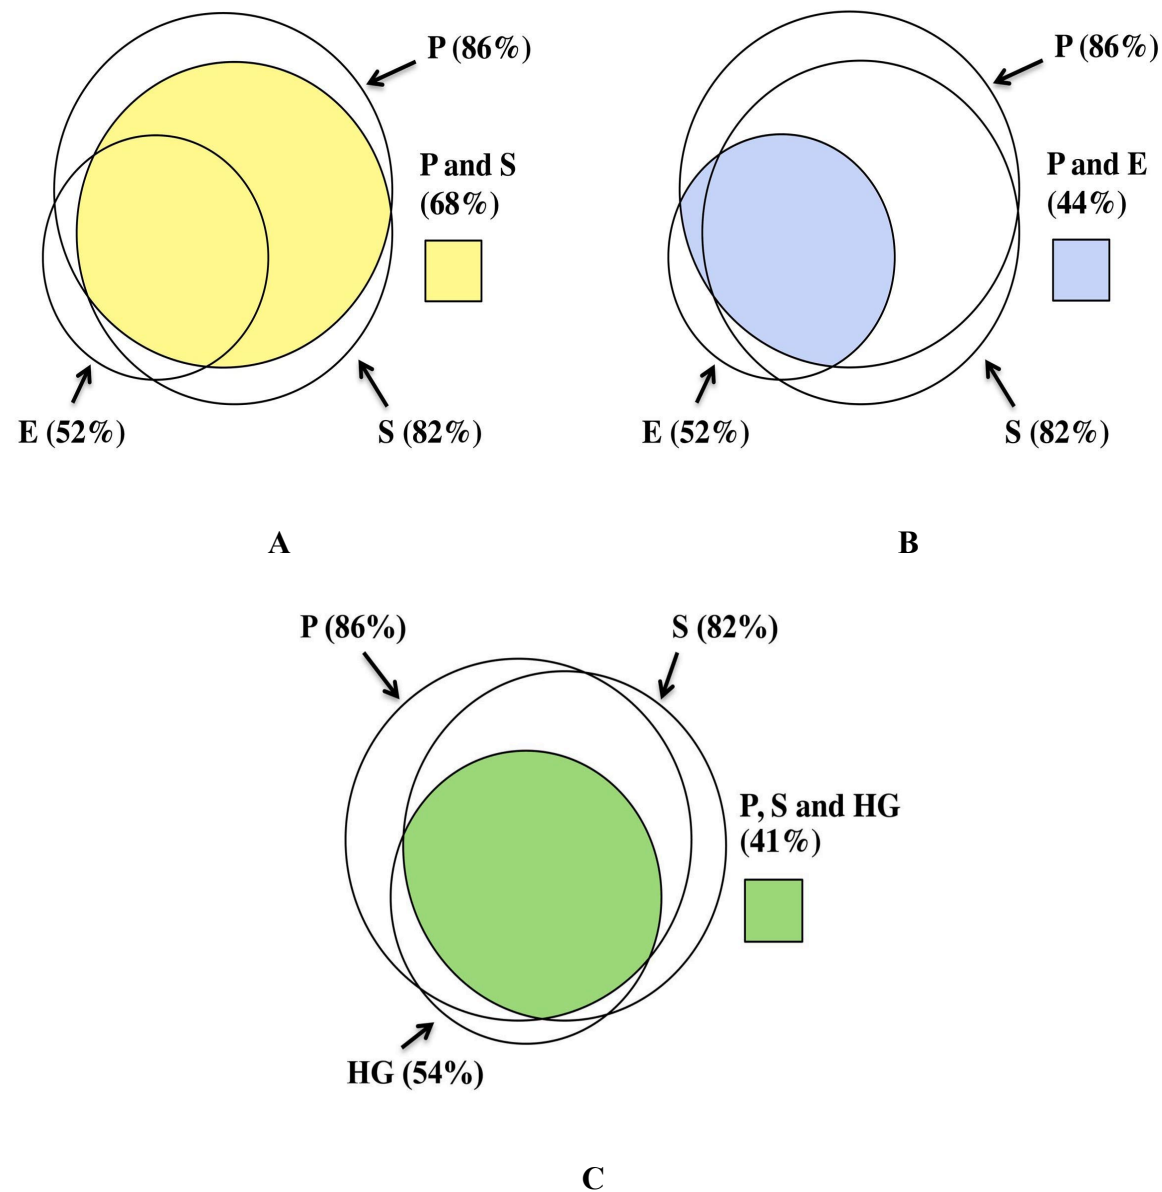 P (86%)
P and S
(68%)
E (52%)
S (82%)
A
P (86%)
P and E
(44%)
E (52%)
S (82%)
B
P (86%)
S (82%)
P, S and HG
(41%)
HG (54%)
C